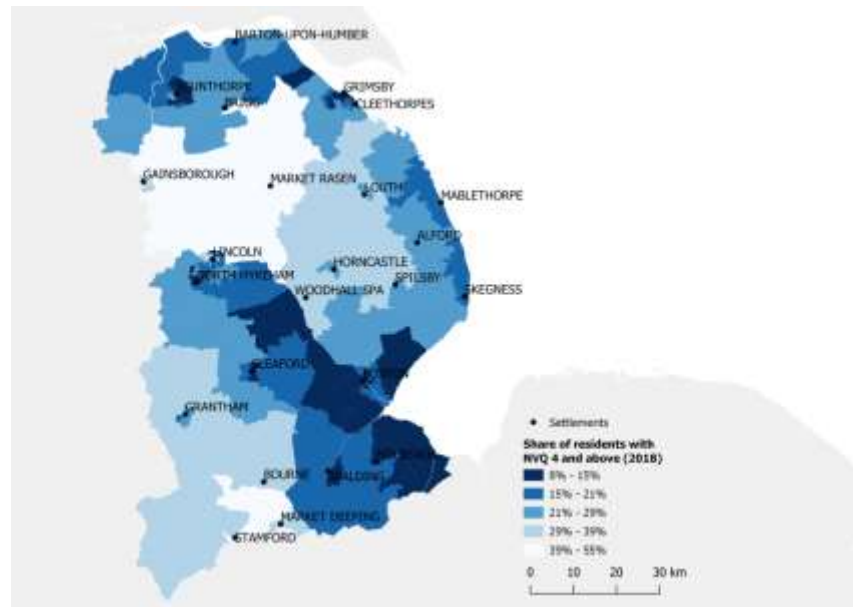 BARTON-UPON-HUMBER
SCUNTHORPE
GRIMSBY
BRIGG
CLEETHORPES
GAINSBOROUGH
MARKET RASEN
LOUTH
MABLETHORPE
ALFORD
LINCOLN
NORTH HYKEHAM
HORNCASTLE
SPILSBY
WOODHALL SPA
SKEGNESS
SLEAFORD
BOSTON
GRANTHAM
HOLBEACH
BOURNE
SPALDING
MARKET DEEPING
STAMFORD
Settlements
Share of residents with
NVQ 4 and above (2018)
8% - 15%
15% - 21%
21% - 29%
29% - 39%
39% - 55%
0 10 20 30 km